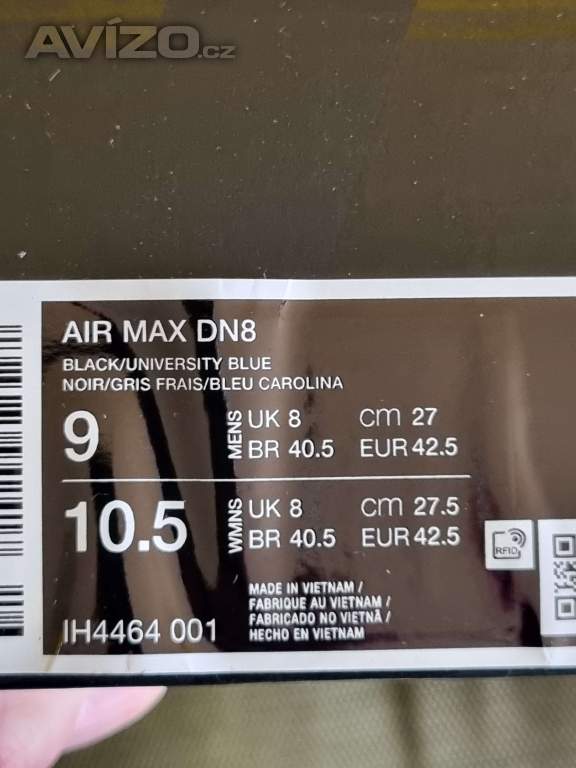 AVÍZO.cz
AIR MAX DN8
BLACK/UNIVERSITY BLUE
NOIR/GRIS FRAIS/BLEU CAROLINA
9 MENS UK 8 cm 27
BR 40.5 EUR 42.5
10.5 WMNS UK 8 cm 27.5
BR 40.5 EUR 42.5
RFID
MADE IN VIETNAM /
FABRIQUE AU VIETNAM /
FABRICADO NO VIETNÃ /
HECHO EN VIETNAM
IH4464 001